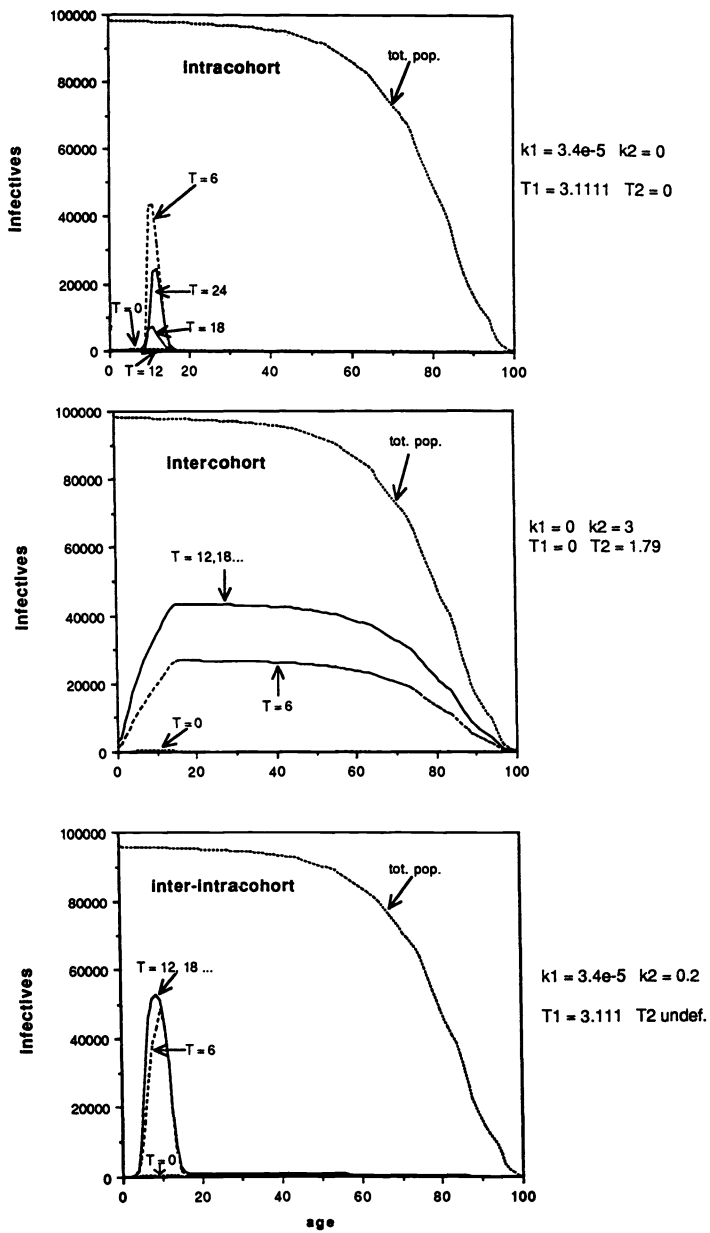 100000
80000
60000
40000
20000
0
Infectives
intracohort
tot. pop.
T = 6
T = 24
T = 18
T = 0
T = 12
0 20 40 60 80 100
k1 = 3.4e-5 k2 = 0
T1 = 3.1111 T2 = 0
100000
80000
60000
40000
20000
0
Infectives
intercohort
tot. pop.
T = 12,18...
T = 6
T = 0
0 20 40 60 80 100
k1 = 0 k2 = 3
T1 = 0 T2 = 1.79
100000
80000
60000
40000
20000
0
Infectives
inter-intracohort
tot. pop.
T = 12, 18 ...
T = 6
T = 0
0 20 40 60 80 100
age
k1 = 3.4e-5 k2 = 0.2
T1 = 3.111 T2 undef.